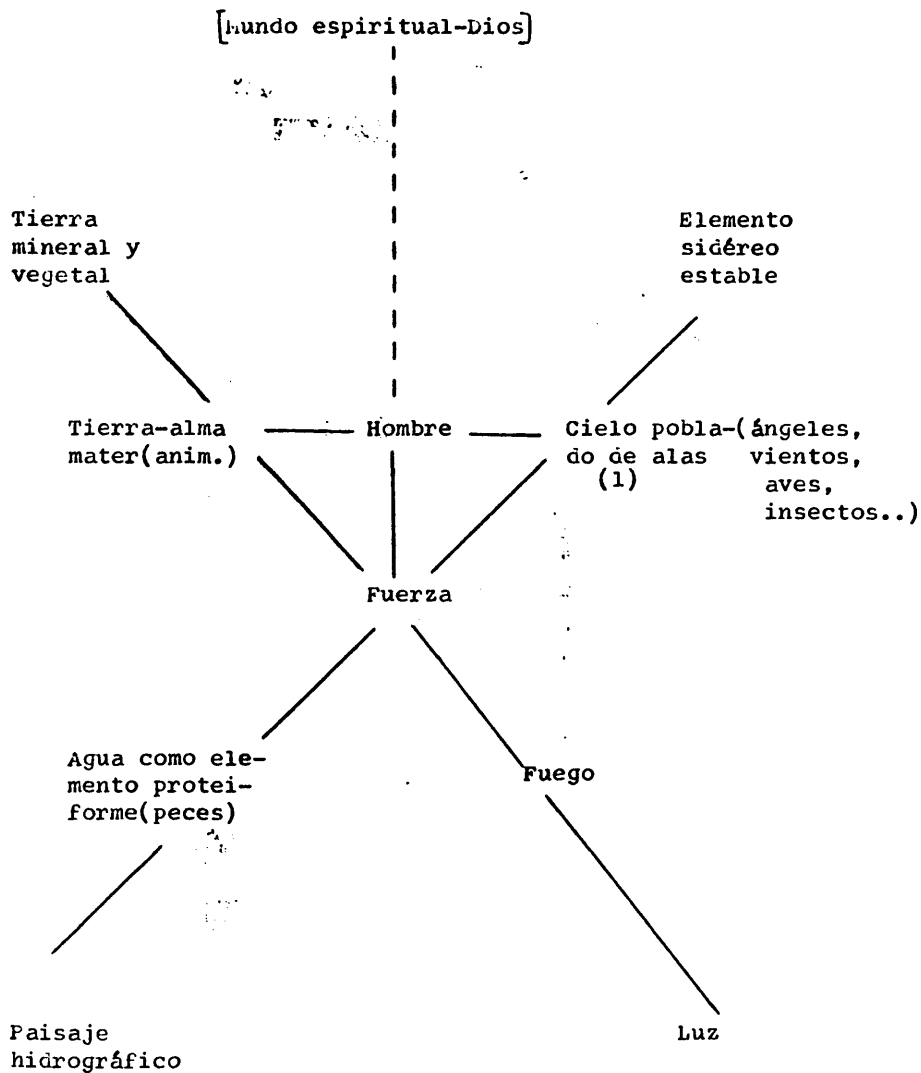 [Mundo espiritual-Dios]
Tierra
mineral y
vegetal
Elemento
sidéreo
estable
Tierra-alma
mater(anim.)
Hombre
Cielo pobla-(ángeles,
do de alas vientos,
(1) aves,
insectos..)
Fuerza
Agua como ele-
mento protei-
forme(peces)
Fuego
Paisaje
hidrográfico
Luz